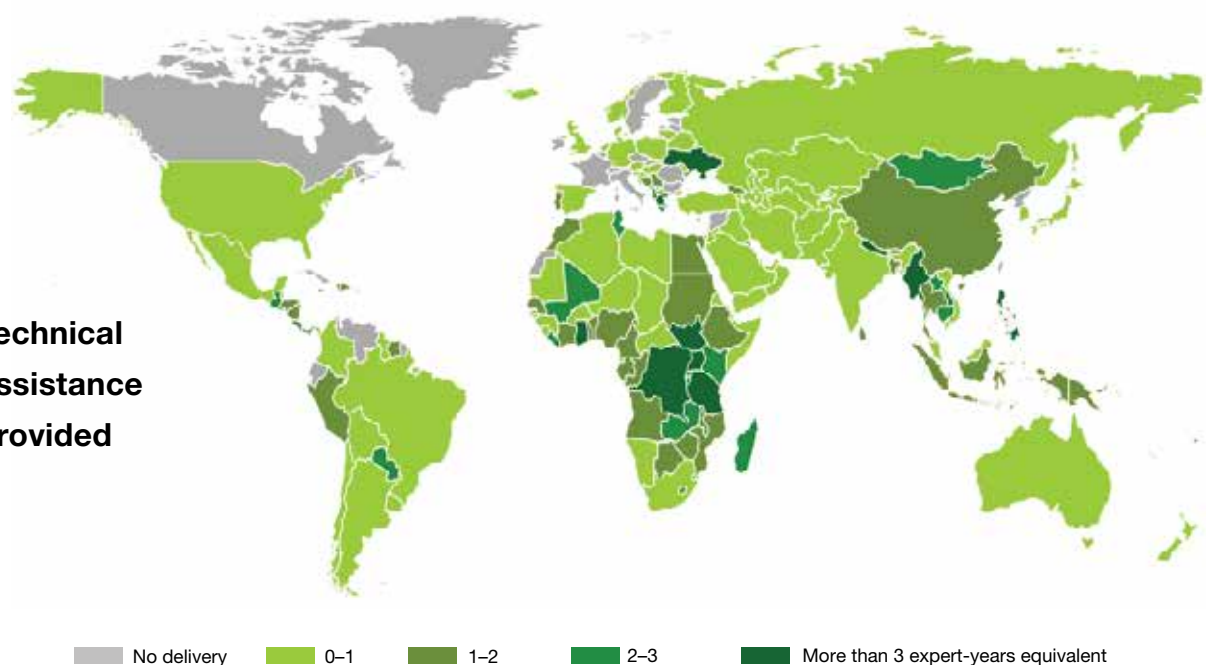 echnical
ssistance
rovided
No delivery
0–1
1–2
2–3
More than 3 expert-years equivalent